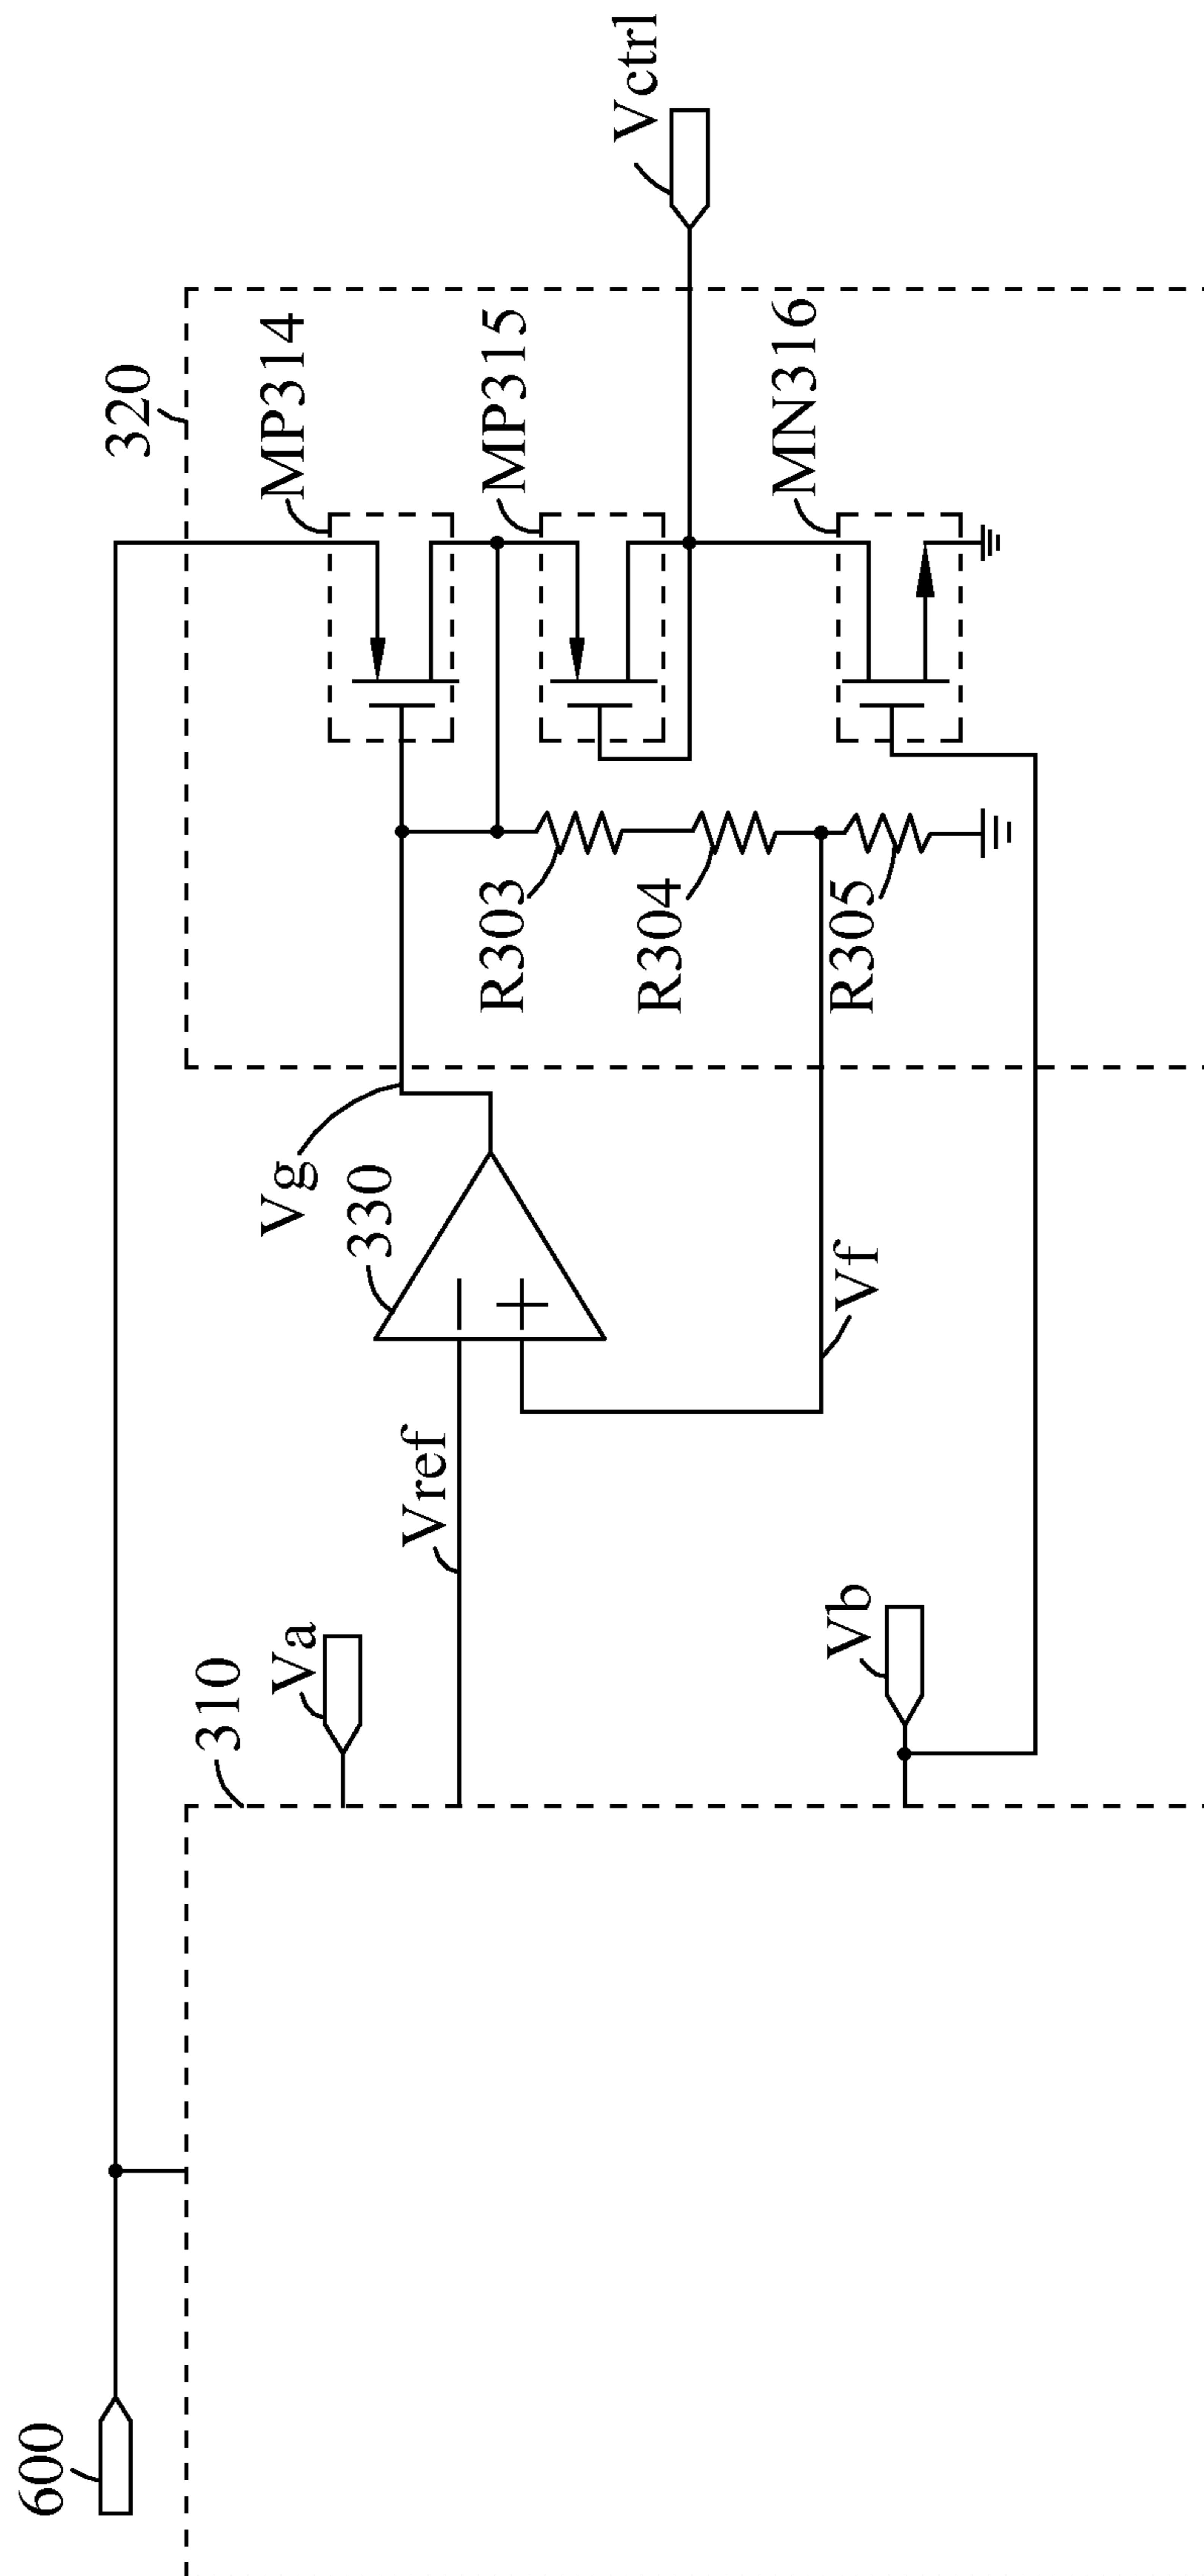 600
310
Va
Vref
Vb
Vg
330
Vf
320
MP314
MP315
MN316
R303
R304
R305
Vctrl
−
+